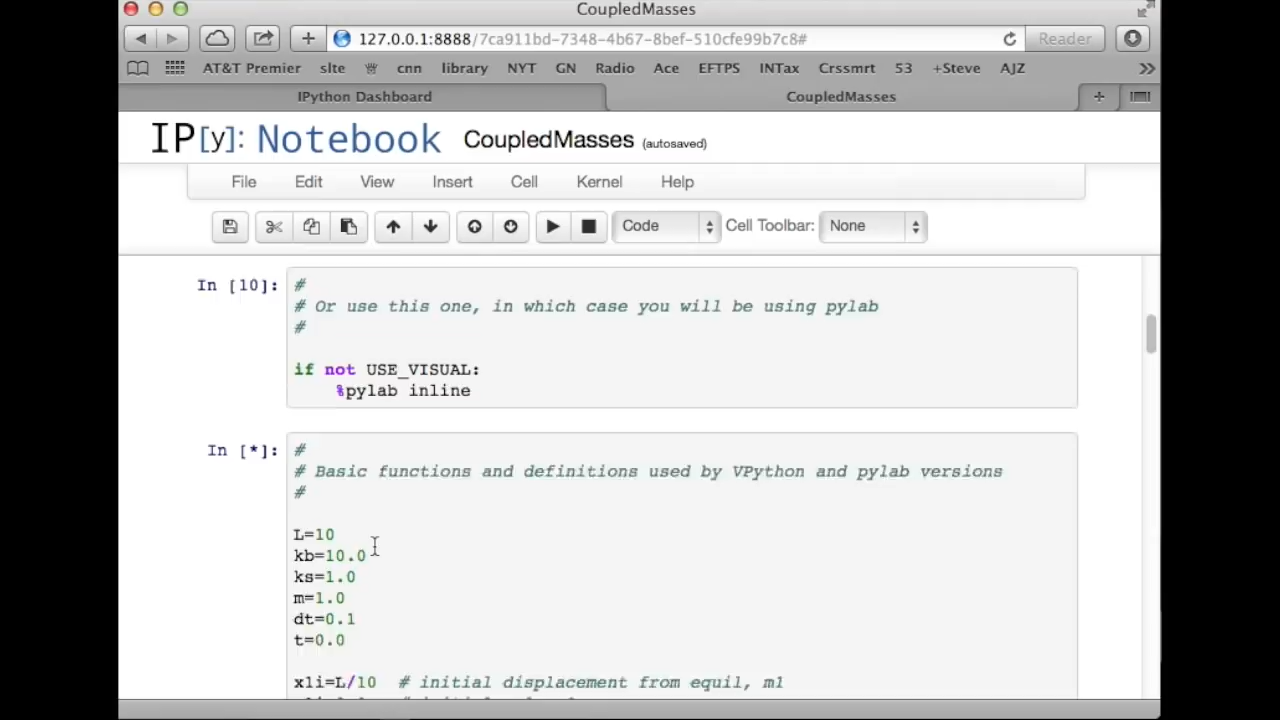 CoupledMasses
127.0.0.1:8888/7ca911bd-7348-4b67-8bef-510cfe99b7c8#
Reader
AT&T Premier slte cnn library NYT GN Radio Ace EFTPS INTax Crssmrt 53 +Steve AJZ
IPython Dashboard CoupledMasses +
IP[y]: Notebook CoupledMasses (autosaved)
File Edit View Insert Cell Kernel Help
Code Cell Toolbar: None
In [10]: #
# Or use this one, in which case you will be using pylab
#
if not USE_VISUAL:
%pylab inline
In [*]: #
# Basic functions and definitions used by VPython and pylab versions
#
L=10
kb=10.0
ks=1.0
m=1.0
dt=0.1
t=0.0
x1i=L/10 # initial displacement from equil, m1